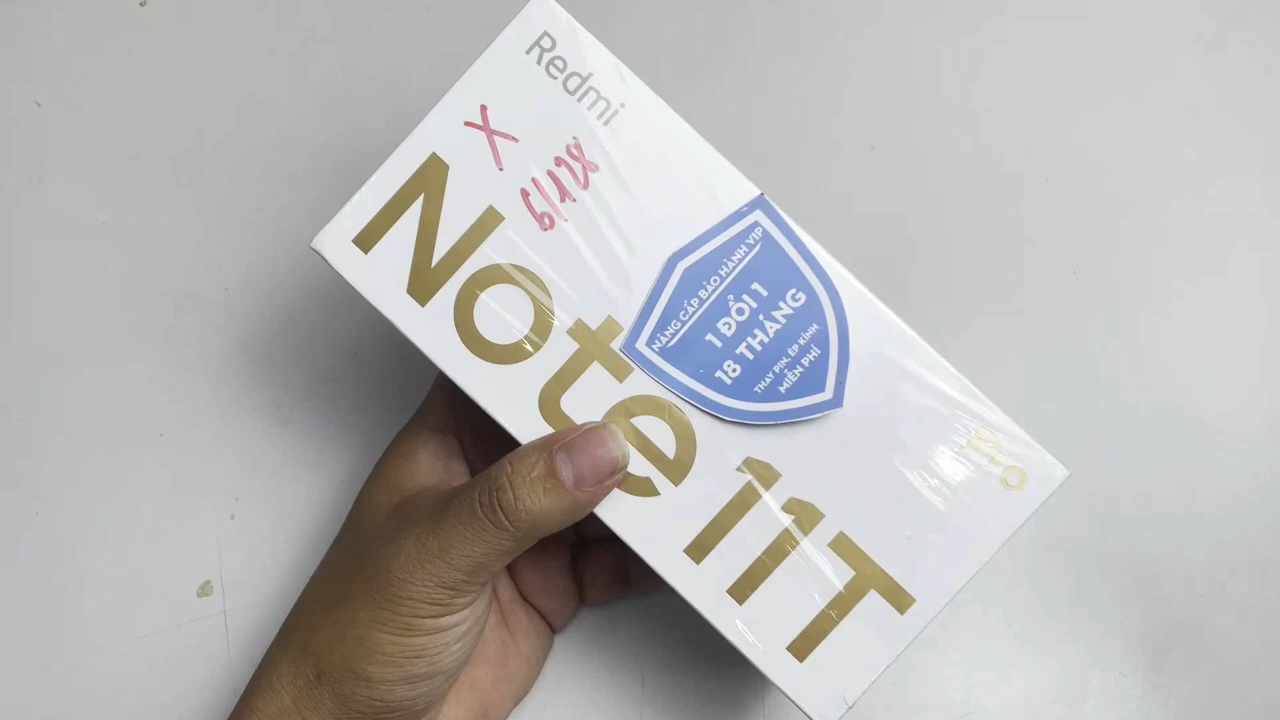 Redmi
X
6/128
Note 11T
Pro
NÂNG CẤP BẢO HÀNH VIP
1 ĐỔI 1
18 THÁNG
THAY PIN, ÉP KÍNH
MIỄN PHÍ